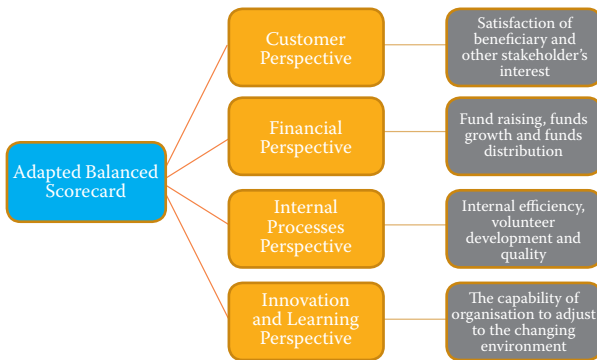 Customer
Perspective
Satisfaction of
beneficiary and
other stakeholder's
interest
Financial
Perspective
Fund raising, funds
growth and funds
distribution
Adapted Balanced
Scorecard
Internal
Processes
Perspective
Internal efficiency,
volunteer
development and
quality
Innovation
and Learning
Perspective
The capability of
organisation to adjust
to the changing
environment